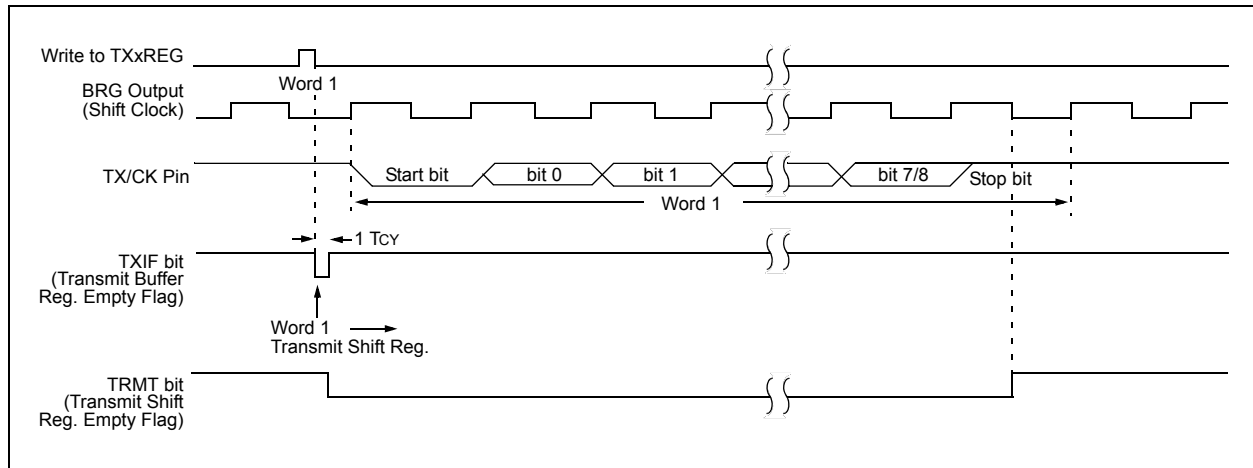 Write to TXxREG
Word 1
BRG Output
(Shift Clock)
TX/CK Pin
Start bit
bit 0
bit 1
bit 7/8
Stop bit
Word 1
1 TCY
TXIF bit
(Transmit Buffer
Reg. Empty Flag)
Word 1
Transmit Shift Reg.
TRMT bit
(Transmit Shift
Reg. Empty Flag)